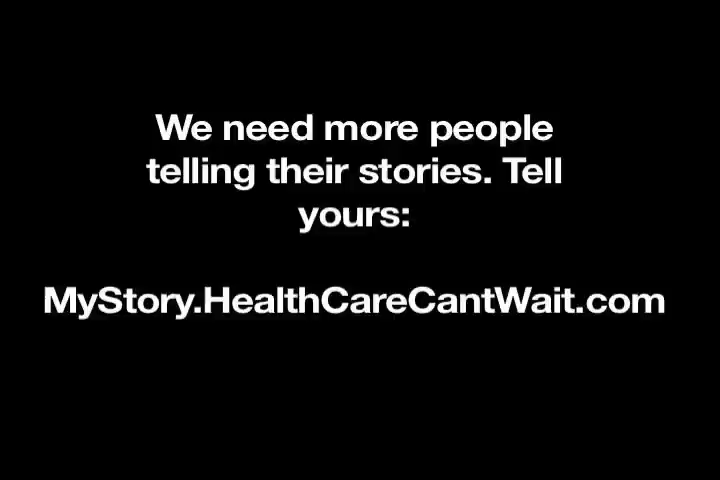 We need more people
telling their stories. Tell
yours:
MyStory.HealthCareCantWait.com